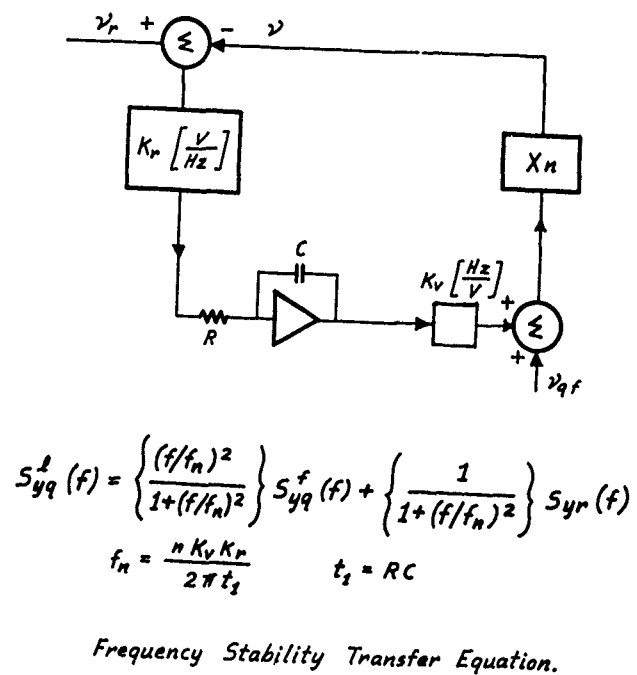 νr + Σ − ν
Kr [V/Hz]
Xn
C
Kv [Hz/V]
R
+ Σ
+
νqf
S^l_yq (f) = {(f/fn)² / 1+(f/fn)²} S^f_yq (f) + {1 / 1+(f/fn)²} Syr (f)
fn = n Kv Kr / 2π t1    t1 = RC
Frequency Stability Transfer Equation.